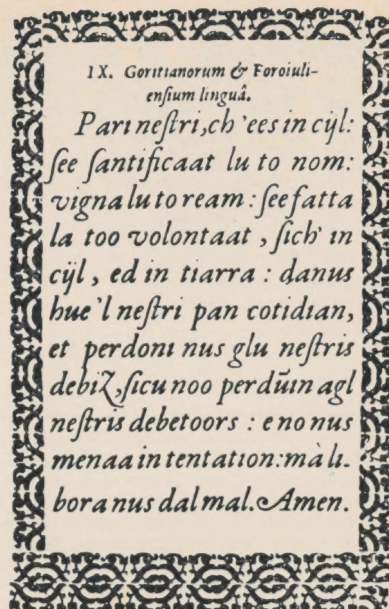 IX. Goritianorum & Foroiuli-
enſium linguâ.
Pari neſtri, ch'ees in cijl:
ſee ſantificaat lu to nom:
vigna lu to ream: ſee fatta
la too volontaat, ſich' in
cijl, ed in tiarra: danus
hue'l neſtri pan cotidian,
et perdoni nus glu neſtris
debiz, ſicu noo perdūin agl
neſtris debetoors: e no nus
menaa in tentation: mà li-
bora nus dal mal. Amen.